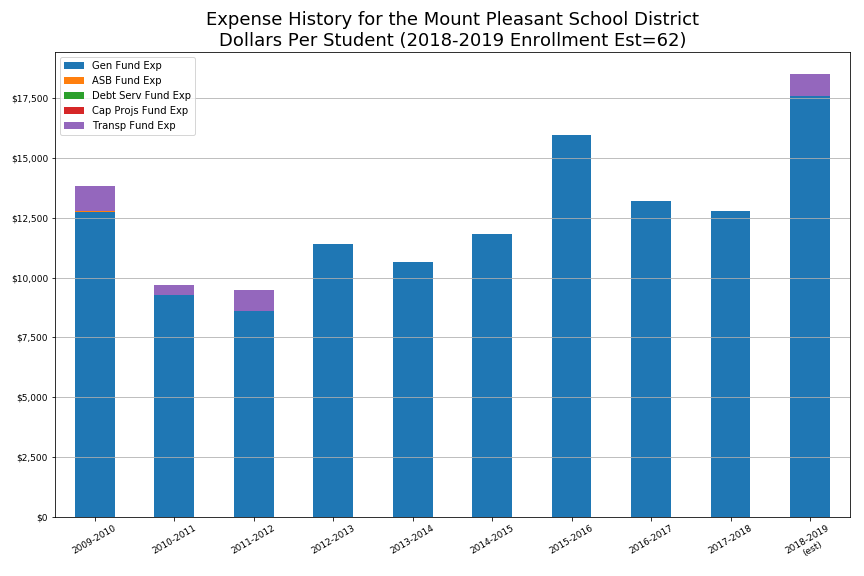 Expense History for the Mount Pleasant School District
Dollars Per Student (2018-2019 Enrollment Est=62)
Gen Fund Exp
ASB Fund Exp
Debt Serv Fund Exp
Cap Projs Fund Exp
Transp Fund Exp
$17,500
$15,000
$12,500
$10,000
$7,500
$5,000
$2,500
$0
2009-2010
2010-2011
2011-2012
2012-2013
2013-2014
2014-2015
2015-2016
2016-2017
2017-2018
2018-2019
(est)